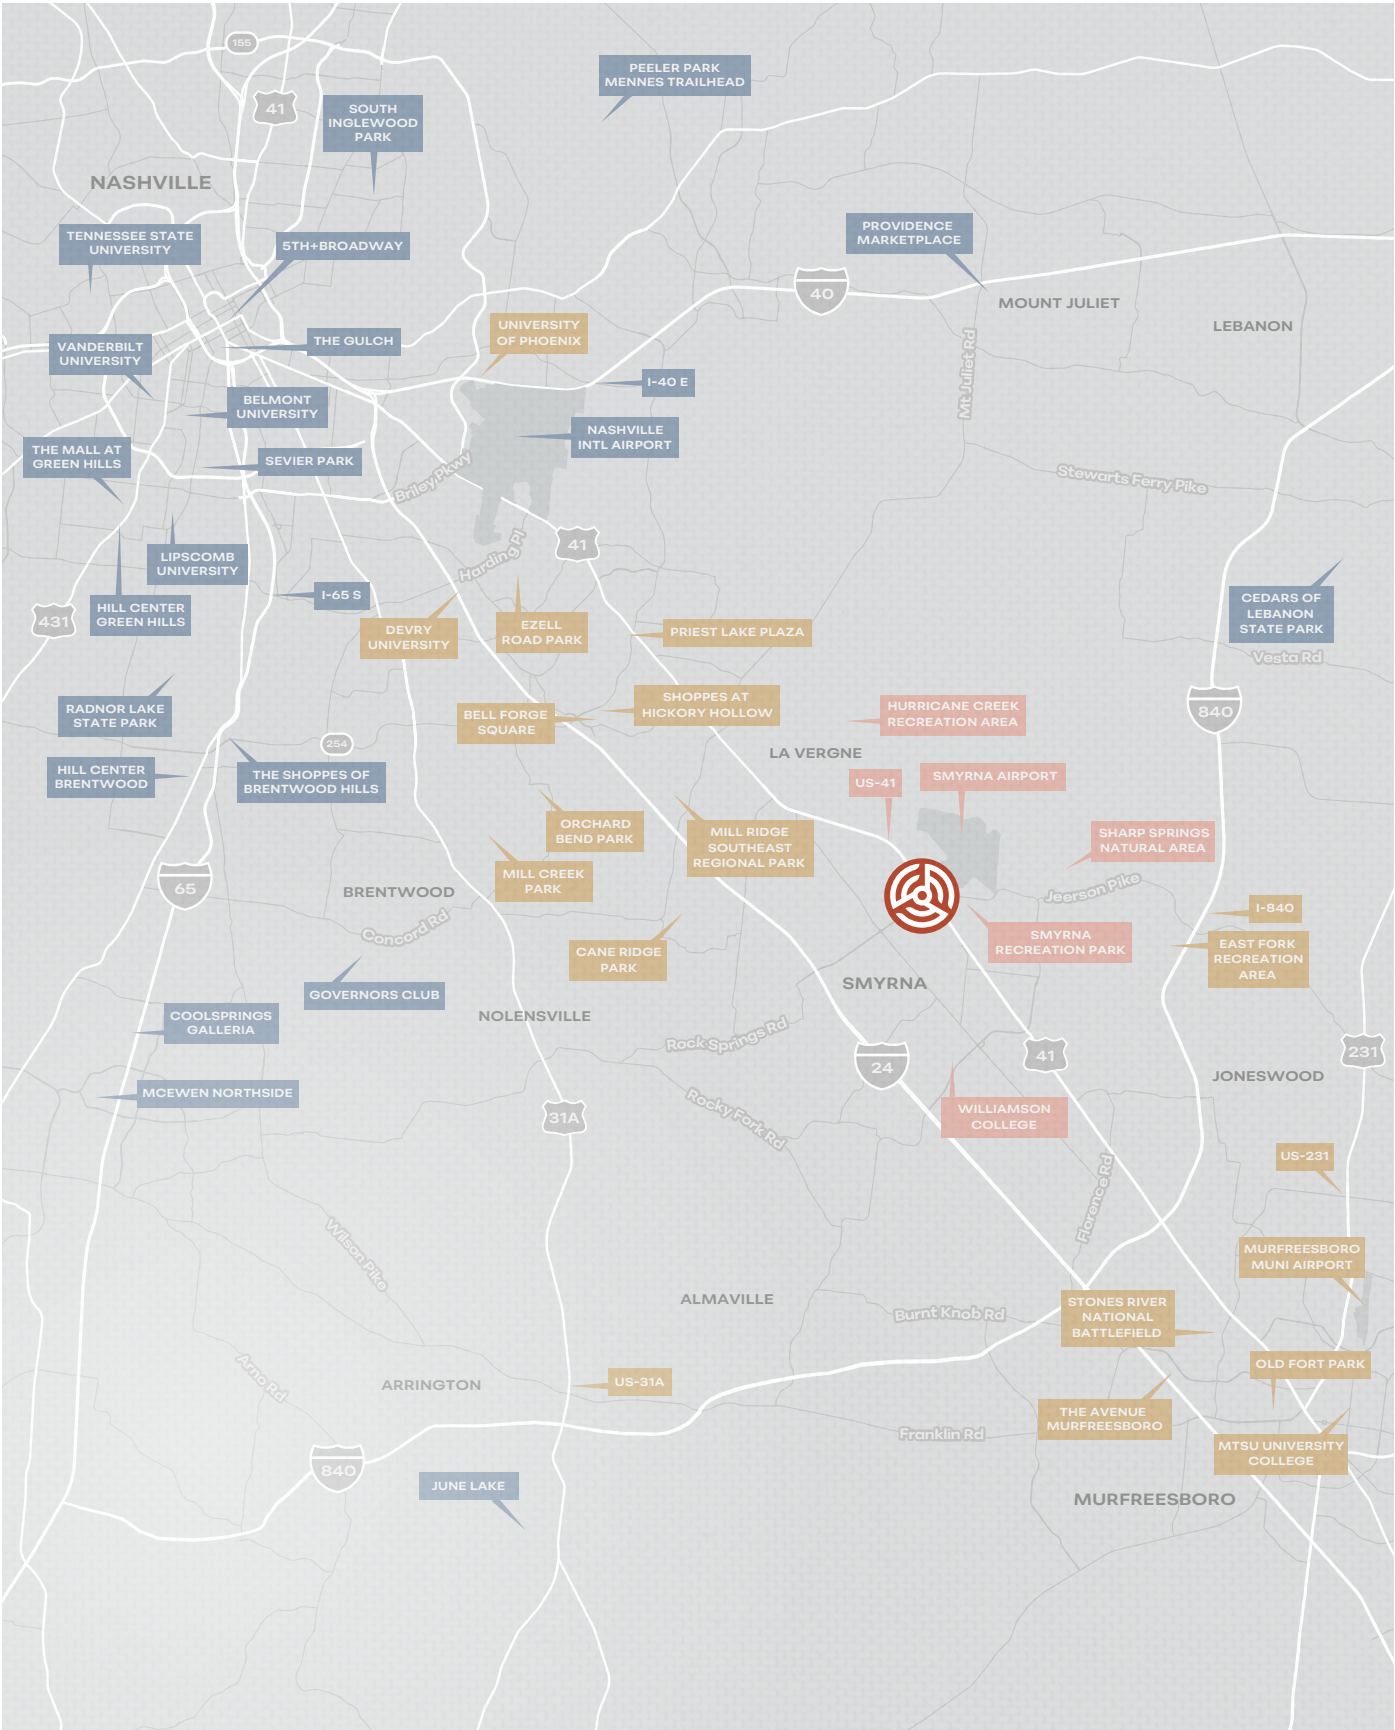 155
PEELER PARK
MENNES TRAILHEAD
41
SOUTH
INGLEWOOD
PARK
NASHVILLE
TENNESSEE STATE
UNIVERSITY
5TH+BROADWAY
PROVIDENCE
MARKETPLACE
40
MOUNT JULIET
LEBANON
UNIVERSITY
OF PHOENIX
THE GULCH
VANDERBILT
UNIVERSITY
Mt Juliet Rd
I-40 E
BELMONT
UNIVERSITY
NASHVILLE
INTL AIRPORT
THE MALL AT
GREEN HILLS
SEVIER PARK
Briley Pkwy
Stewarts Ferry Pike
41
Harding Pl
LIPSCOMB
UNIVERSITY
I-65 S
HILL CENTER
GREEN HILLS
431
DEVRY
UNIVERSITY
EZELL
ROAD PARK
PRIEST LAKE PLAZA
CEDARS OF
LEBANON
STATE PARK
Vesta Rd
RADNOR LAKE
STATE PARK
BELL FORGE
SQUARE
SHOPPES AT
HICKORY HOLLOW
HURRICANE CREEK
RECREATION AREA
840
254
LA VERGNE
HILL CENTER
BRENTWOOD
THE SHOPPES OF
BRENTWOOD HILLS
US-41
SMYRNA AIRPORT
ORCHARD
BEND PARK
MILL RIDGE
SOUTHEAST
REGIONAL PARK
SHARP SPRINGS
NATURAL AREA
MILL CREEK
PARK
65
BRENTWOOD
Jeerson Pike
I-840
Concord Rd
CANE RIDGE
PARK
SMYRNA
RECREATION PARK
EAST FORK
RECREATION
AREA
SMYRNA
GOVERNORS CLUB
COOLSPRINGS
GALLERIA
NOLENSVILLE
Rock Springs Rd
24
41
231
JONESWOOD
MCEWEN NORTHSIDE
31A
Rocky Fork Rd
WILLIAMSON
COLLEGE
US-231
Florence Rd
Wilson Pike
MURFREESBORO
MUNI AIRPORT
ALMAVILLE
Burnt Knob Rd
STONES RIVER
NATIONAL
BATTLEFIELD
OLD FORT PARK
Arno Rd
ARRINGTON
US-31A
THE AVENUE
MURFREESBORO
Franklin Rd
MTSU UNIVERSITY
COLLEGE
840
JUNE LAKE
MURFREESBORO